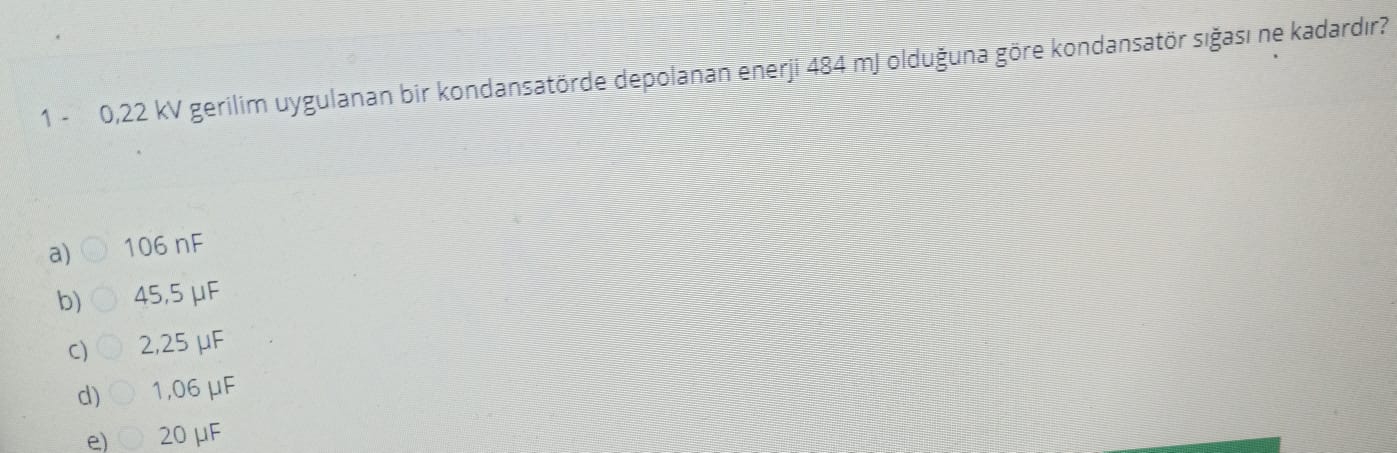 1 - 0,22 kV gerilim uygulanan bir kondansatörde depolanan enerji 484 mJ olduğuna göre kondansatör sığası ne kadardır?
a) 106 nF
b) 45,5 µF
c) 2,25 µF
d) 1,06 µF
e) 20 µF